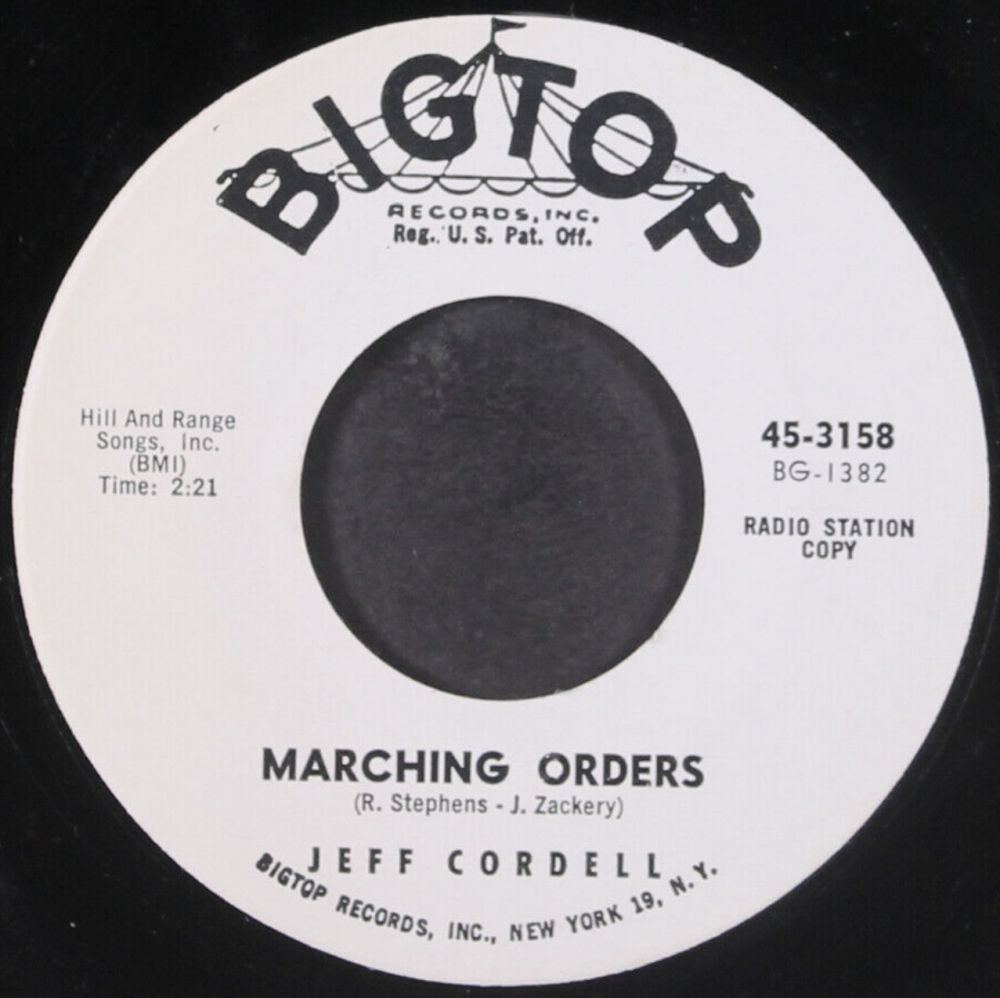 BIGTOP
RECORDS, INC.
Reg. U. S. Pat. Off.
Hill And Range
Songs, Inc.
(BMI)
Time: 2:21
45-3158
BG-1382
RADIO STATION
COPY
MARCHING ORDERS
(R. Stephens - J. Zackery)
JEFF CORDELL
BIGTOP RECORDS, INC., NEW YORK 19, N.Y.